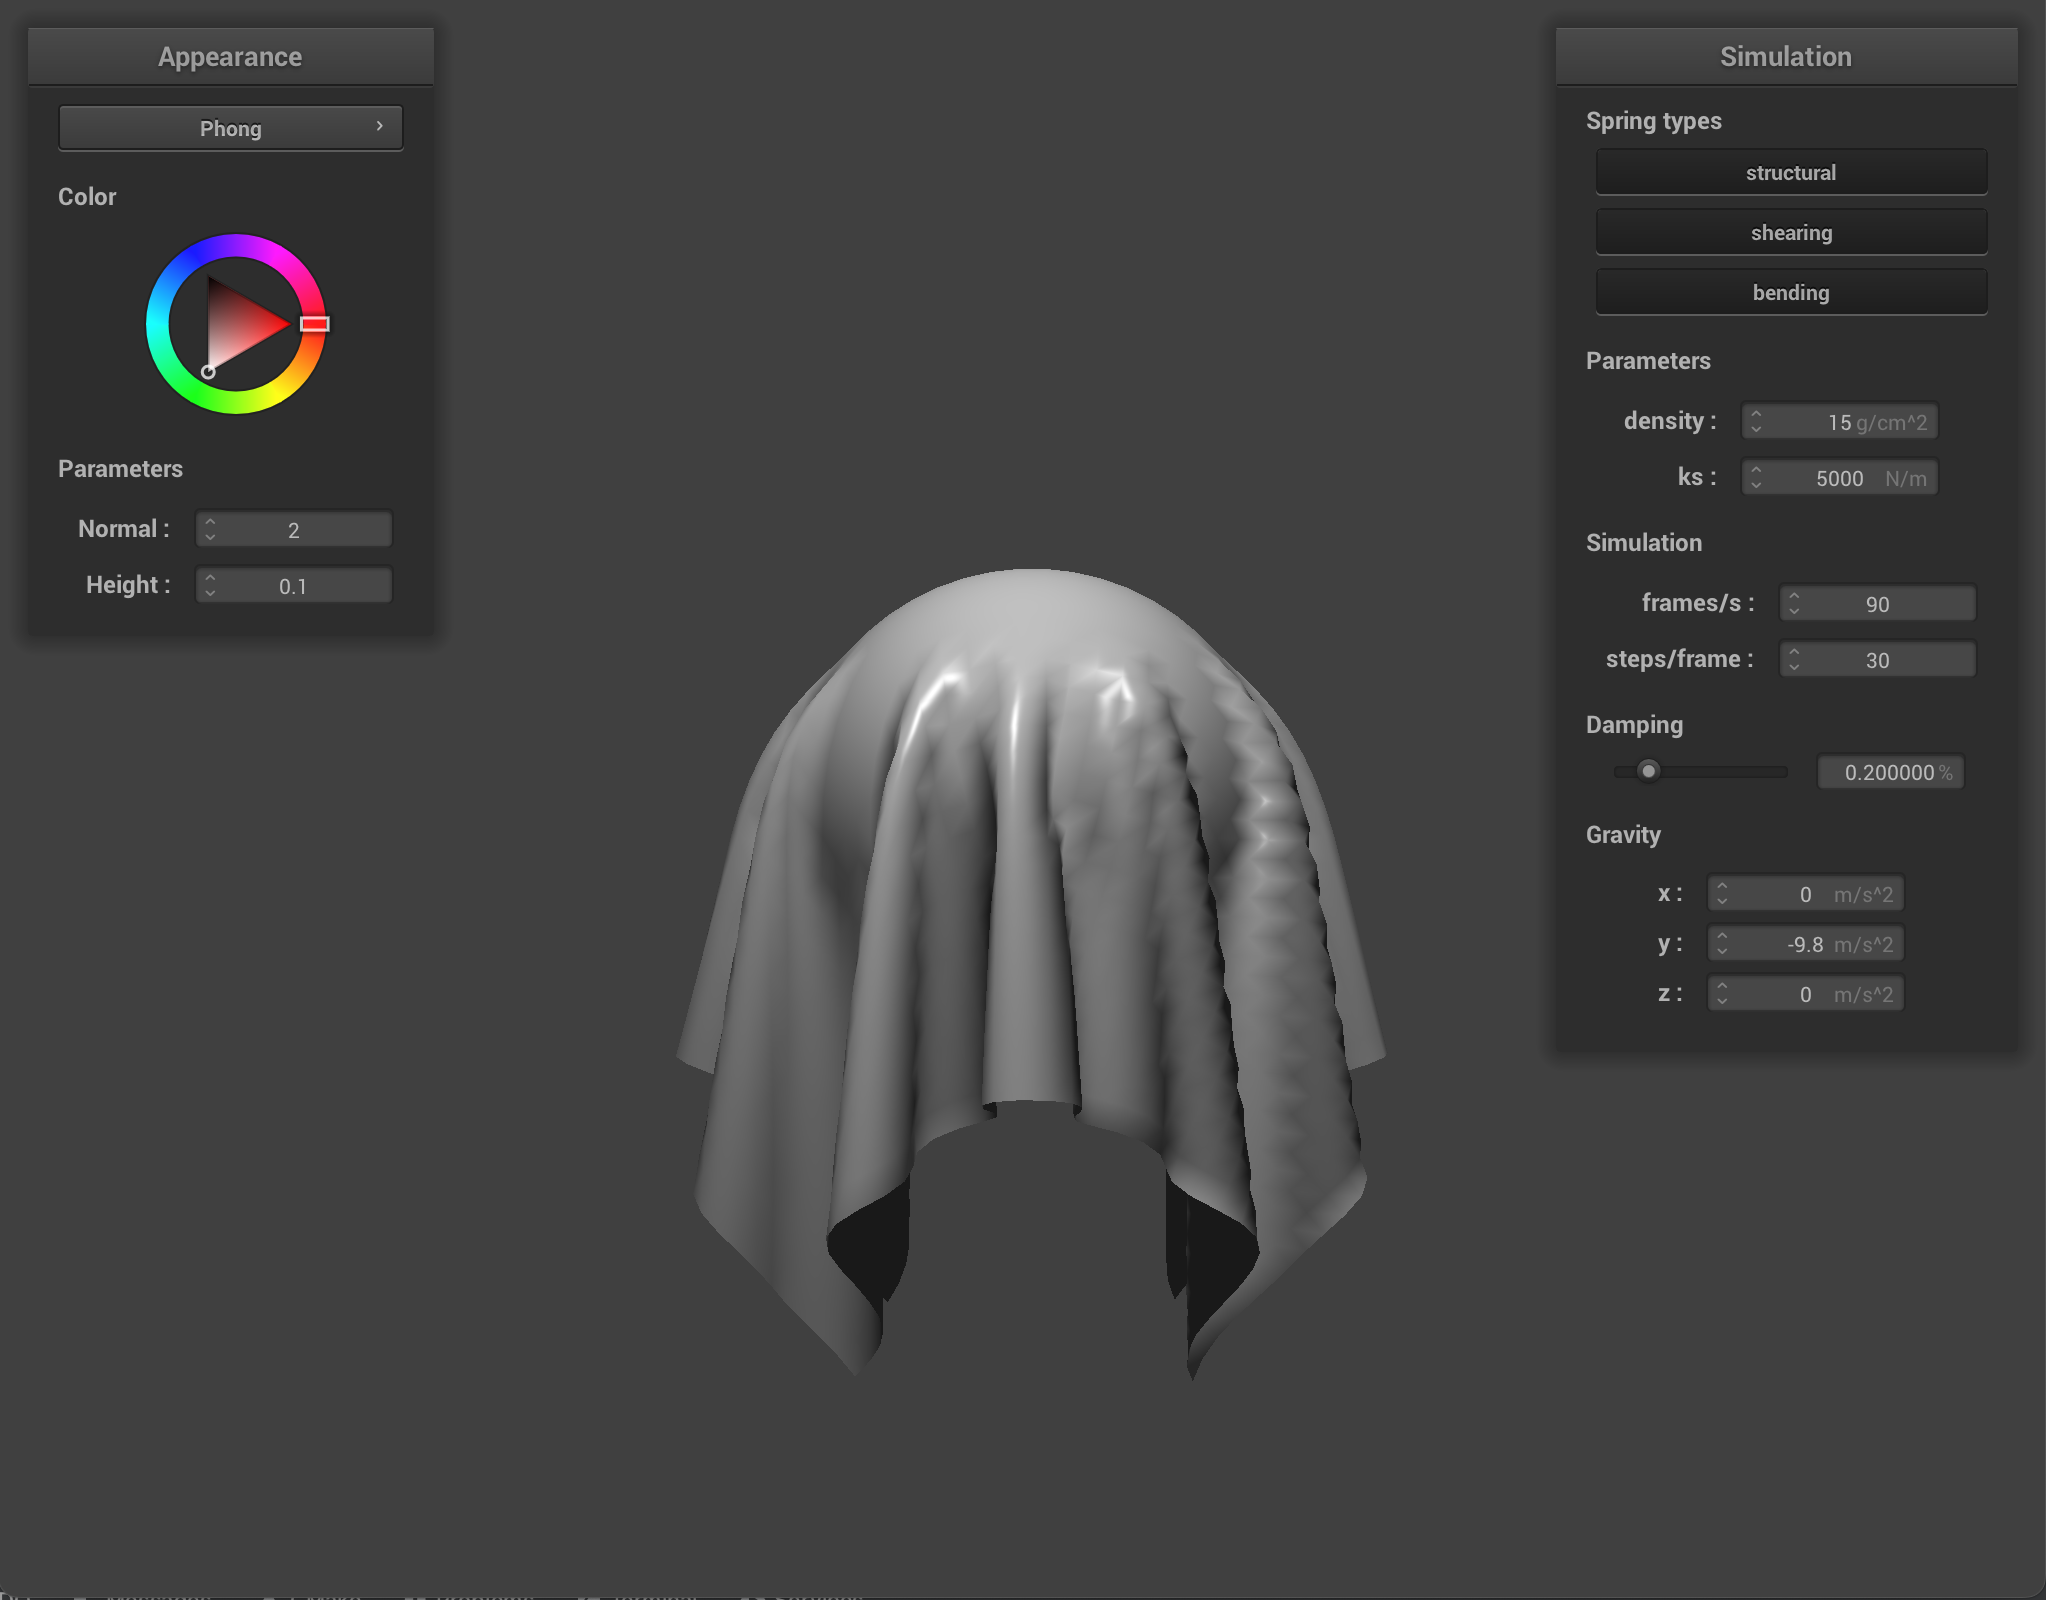 Appearance
Phong
Color
Parameters
Normal :
2
Height :
0.1
Simulation
Spring types
structural
shearing
bending
Parameters
density :
15 g/cm^2
ks :
5000 N/m
Simulation
frames/s :
90
steps/frame :
30
Damping
0.200000 %
Gravity
x :
0 m/s^2
y :
-9.8 m/s^2
z :
0 m/s^2